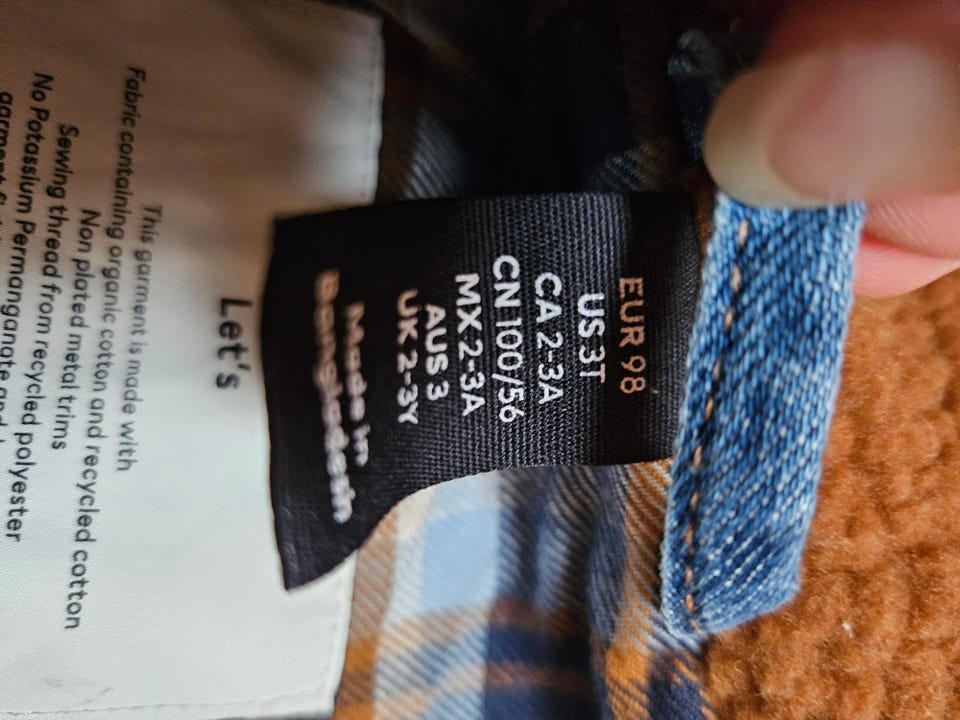 EUR 98
US 3T
CA 2-3A
CN 100/56
MX 2-3A
AUS 3
UK 2-3Y
Made in
Bangladesh
Let's
This garment is made with
Fabric containing organic cotton and recycled cotton
Non plated metal trims
Sewing thread from recycled polyester
No Potassium Permanganate and
garment